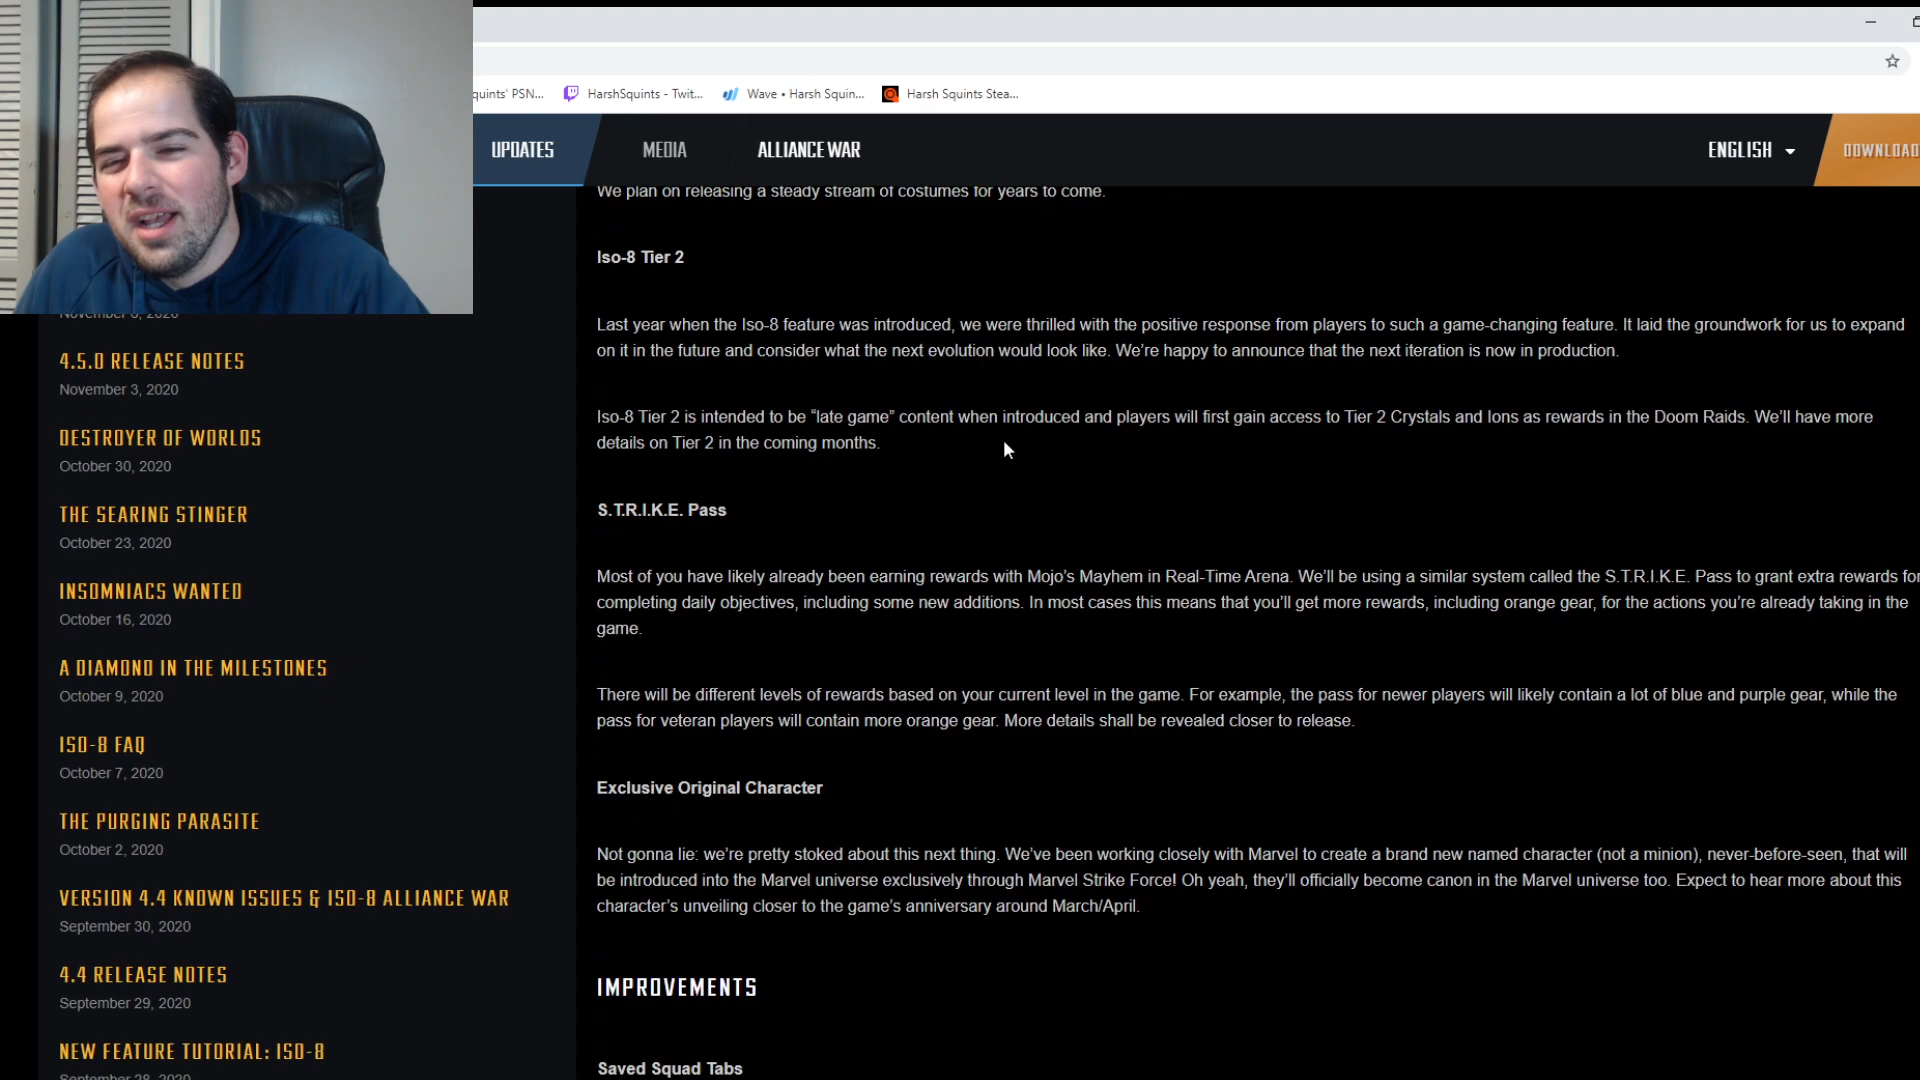 quints' PSN...
HarshSquints - Twit...
Wave • Harsh Squin...
Harsh Squints Stea...
UPDATES
MEDIA
ALLIANCE WAR
ENGLISH
DOWNLOAD
We plan on releasing a steady stream of costumes for years to come.
Iso-8 Tier 2
Last year when the Iso-8 feature was introduced, we were thrilled with the positive response from players to such a game-changing feature. It laid the groundwork for us to expand
on it in the future and consider what the next evolution would look like. We’re happy to announce that the next iteration is now in production.
Iso-8 Tier 2 is intended to be “late game” content when introduced and players will first gain access to Tier 2 Crystals and Ions as rewards in the Doom Raids. We’ll have more
details on Tier 2 in the coming months.
S.T.R.I.K.E. Pass
Most of you have likely already been earning rewards with Mojo’s Mayhem in Real-Time Arena. We’ll be using a similar system called the S.T.R.I.K.E. Pass to grant extra rewards for
completing daily objectives, including some new additions. In most cases this means that you’ll get more rewards, including orange gear, for the actions you’re already taking in the
game.
There will be different levels of rewards based on your current level in the game. For example, the pass for newer players will likely contain a lot of blue and purple gear, while the
pass for veteran players will contain more orange gear. More details shall be revealed closer to release.
Exclusive Original Character
Not gonna lie: we’re pretty stoked about this next thing. We’ve been working closely with Marvel to create a brand new named character (not a minion), never-before-seen, that will
be introduced into the Marvel universe exclusively through Marvel Strike Force! Oh yeah, they’ll officially become canon in the Marvel universe too. Expect to hear more about this
character’s unveiling closer to the game’s anniversary around March/April.
IMPROVEMENTS
Saved Squad Tabs
4.5.0 RELEASE NOTES
November 3, 2020
DESTROYER OF WORLDS
October 30, 2020
THE SEARING STINGER
October 23, 2020
INSOMNIACS WANTED
October 16, 2020
A DIAMOND IN THE MILESTONES
October 9, 2020
ISO-8 FAQ
October 7, 2020
THE PURGING PARASITE
October 2, 2020
VERSION 4.4 KNOWN ISSUES & ISO-8 ALLIANCE WAR
September 30, 2020
4.4 RELEASE NOTES
September 29, 2020
NEW FEATURE TUTORIAL: ISO-8
September 28, 2020